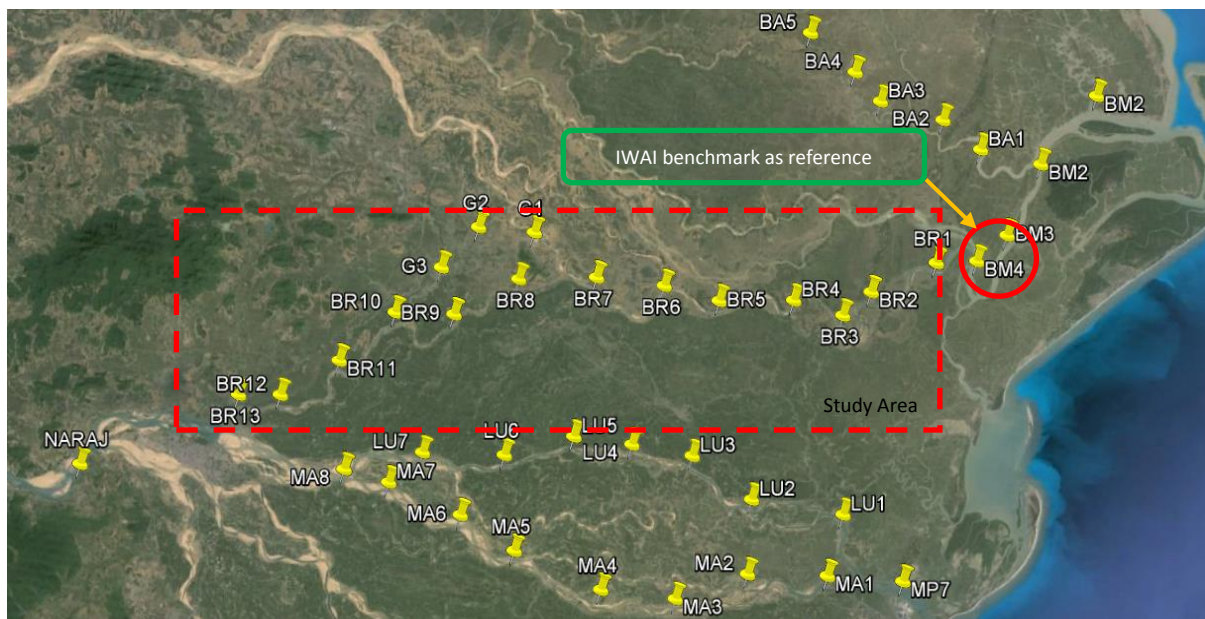 BA5
BA4
BA3
BM2
BA2
BA1
IWAI benchmark as reference
BM2
G2
G1
BR1
BM3
G3
BM4
BR10
BR9
BR8
BR7
BR6
BR5
BR4
BR2
BR3
BR11
BR12
BR13
Study Area
NARAJ
LU7
LU6
LU5
LU4
LU3
MA8
MA7
LU2
LU1
MA6
MA5
MA4
MA2
MA1
MP7
MA3